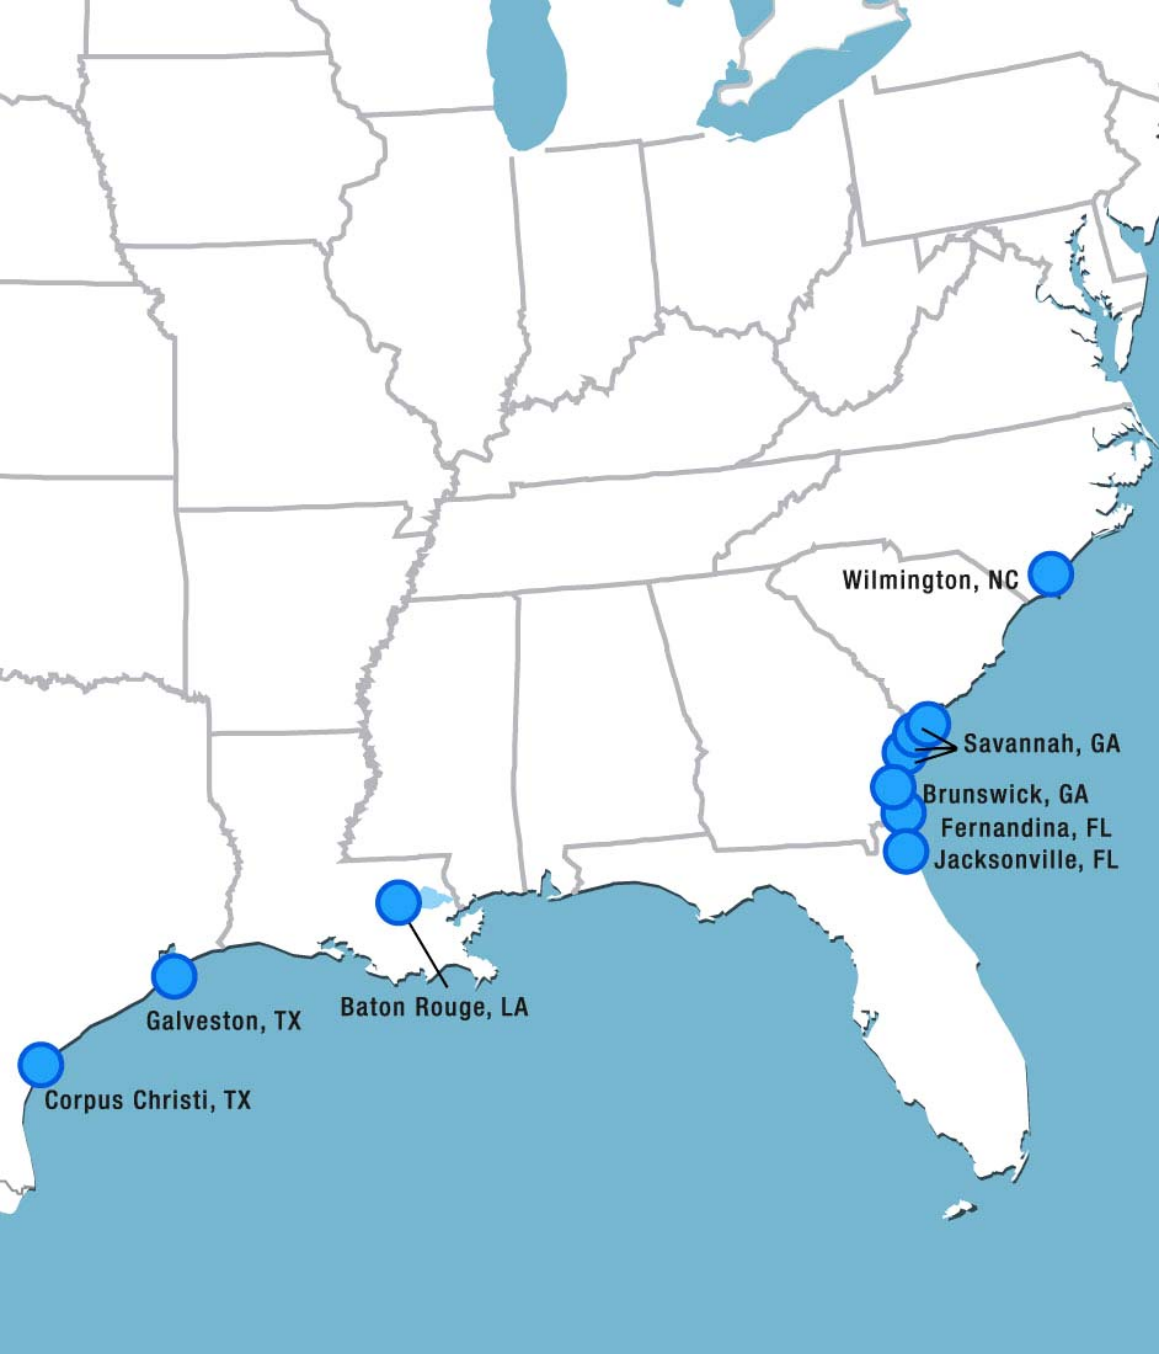 Wilmington, NC
Savannah, GA
Brunswick, GA
Fernandina, FL
Jacksonville, FL
Baton Rouge, LA
Galveston, TX
Corpus Christi, TX